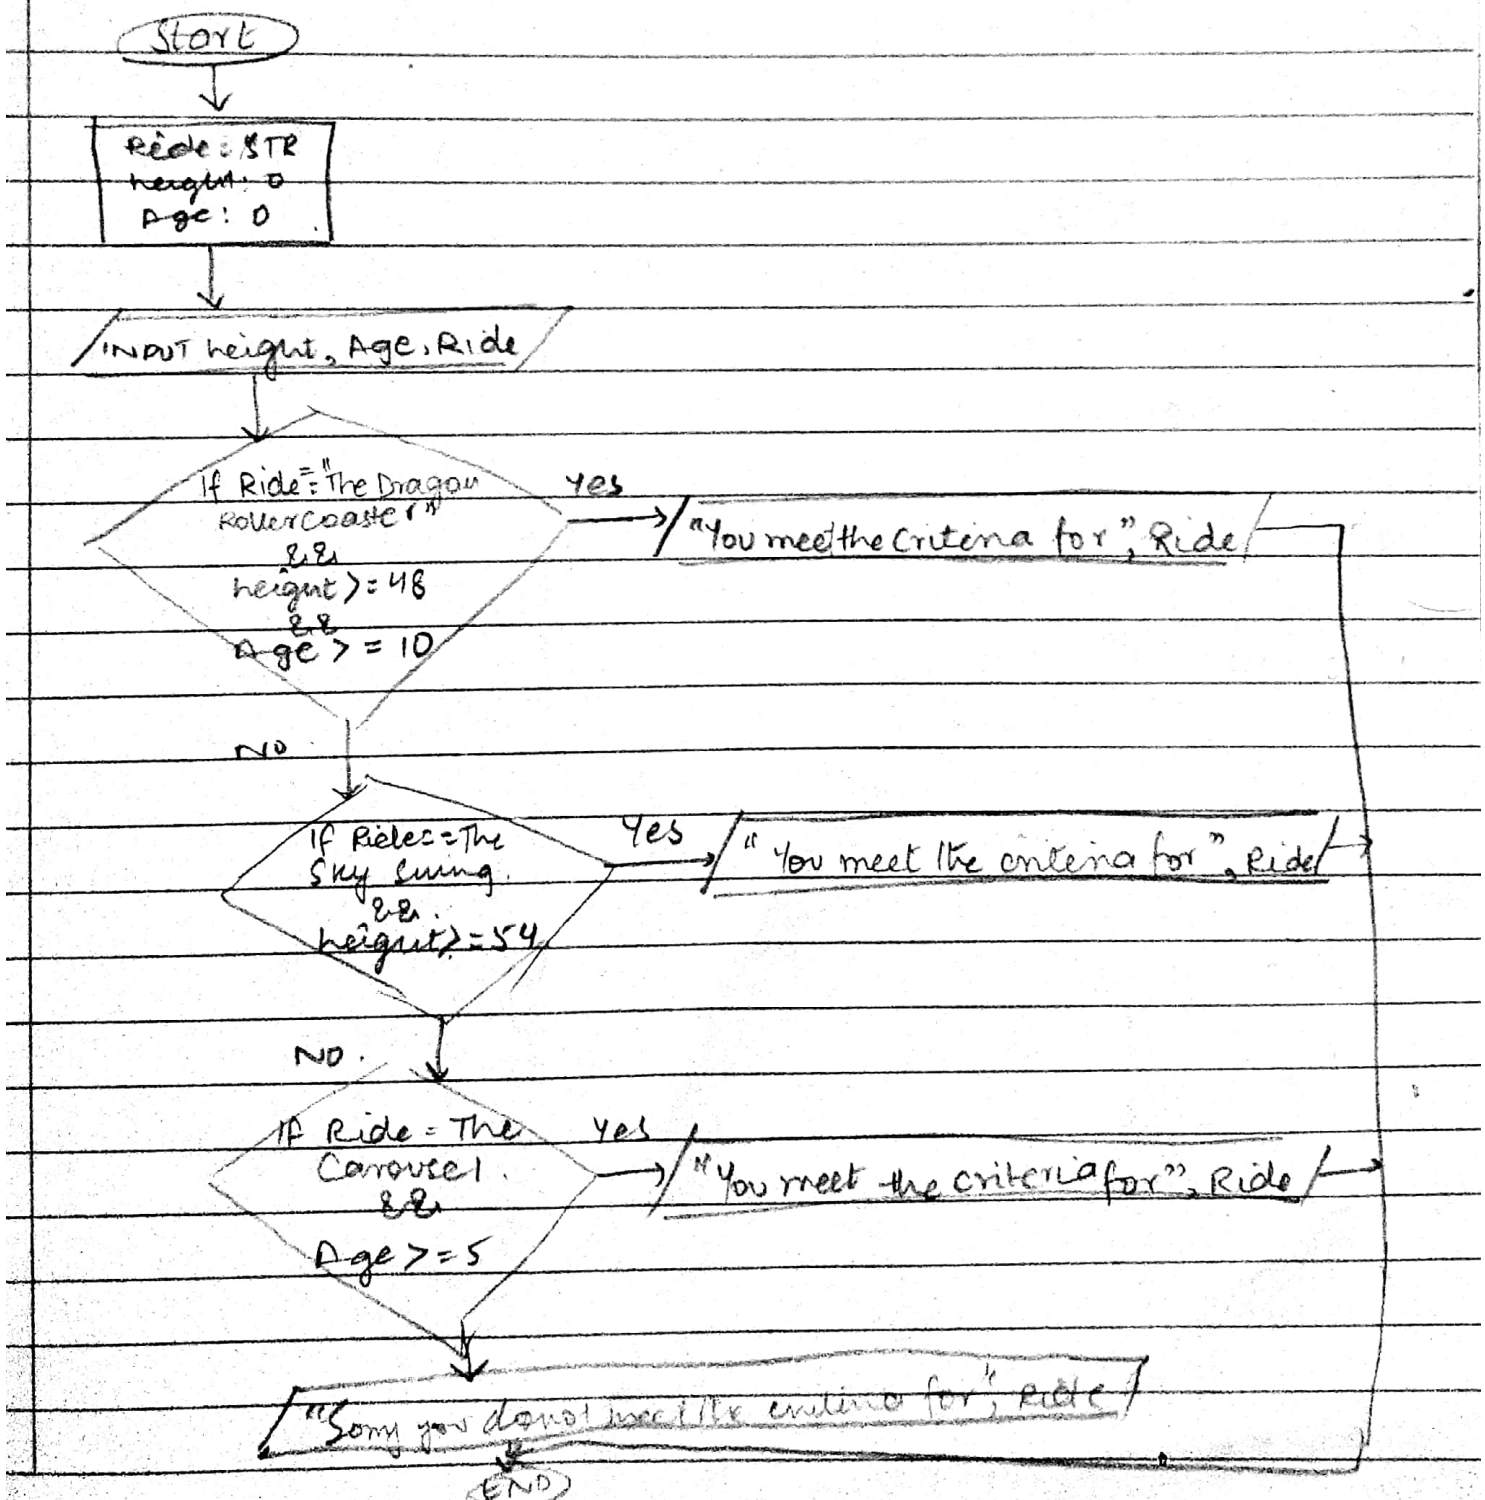 Start
Ride: STR
height: 0
Age: 0
INPUT height, Age, Ride
If Ride=="The Dragon
Rollercoaster"
&&
height>=48
&&
Age >= 10
Yes
"You meet the Criteria for", Ride
NO
If Ride==The
Sky Swing.
&&.
height>=54
Yes
"You meet the criteria for", Ride
NO.
If Ride = The
Carousel.
&&
Age >= 5
Yes
"You meet the criteria for", Ride
"Sorry you donot meet the criteria for", Ride
END